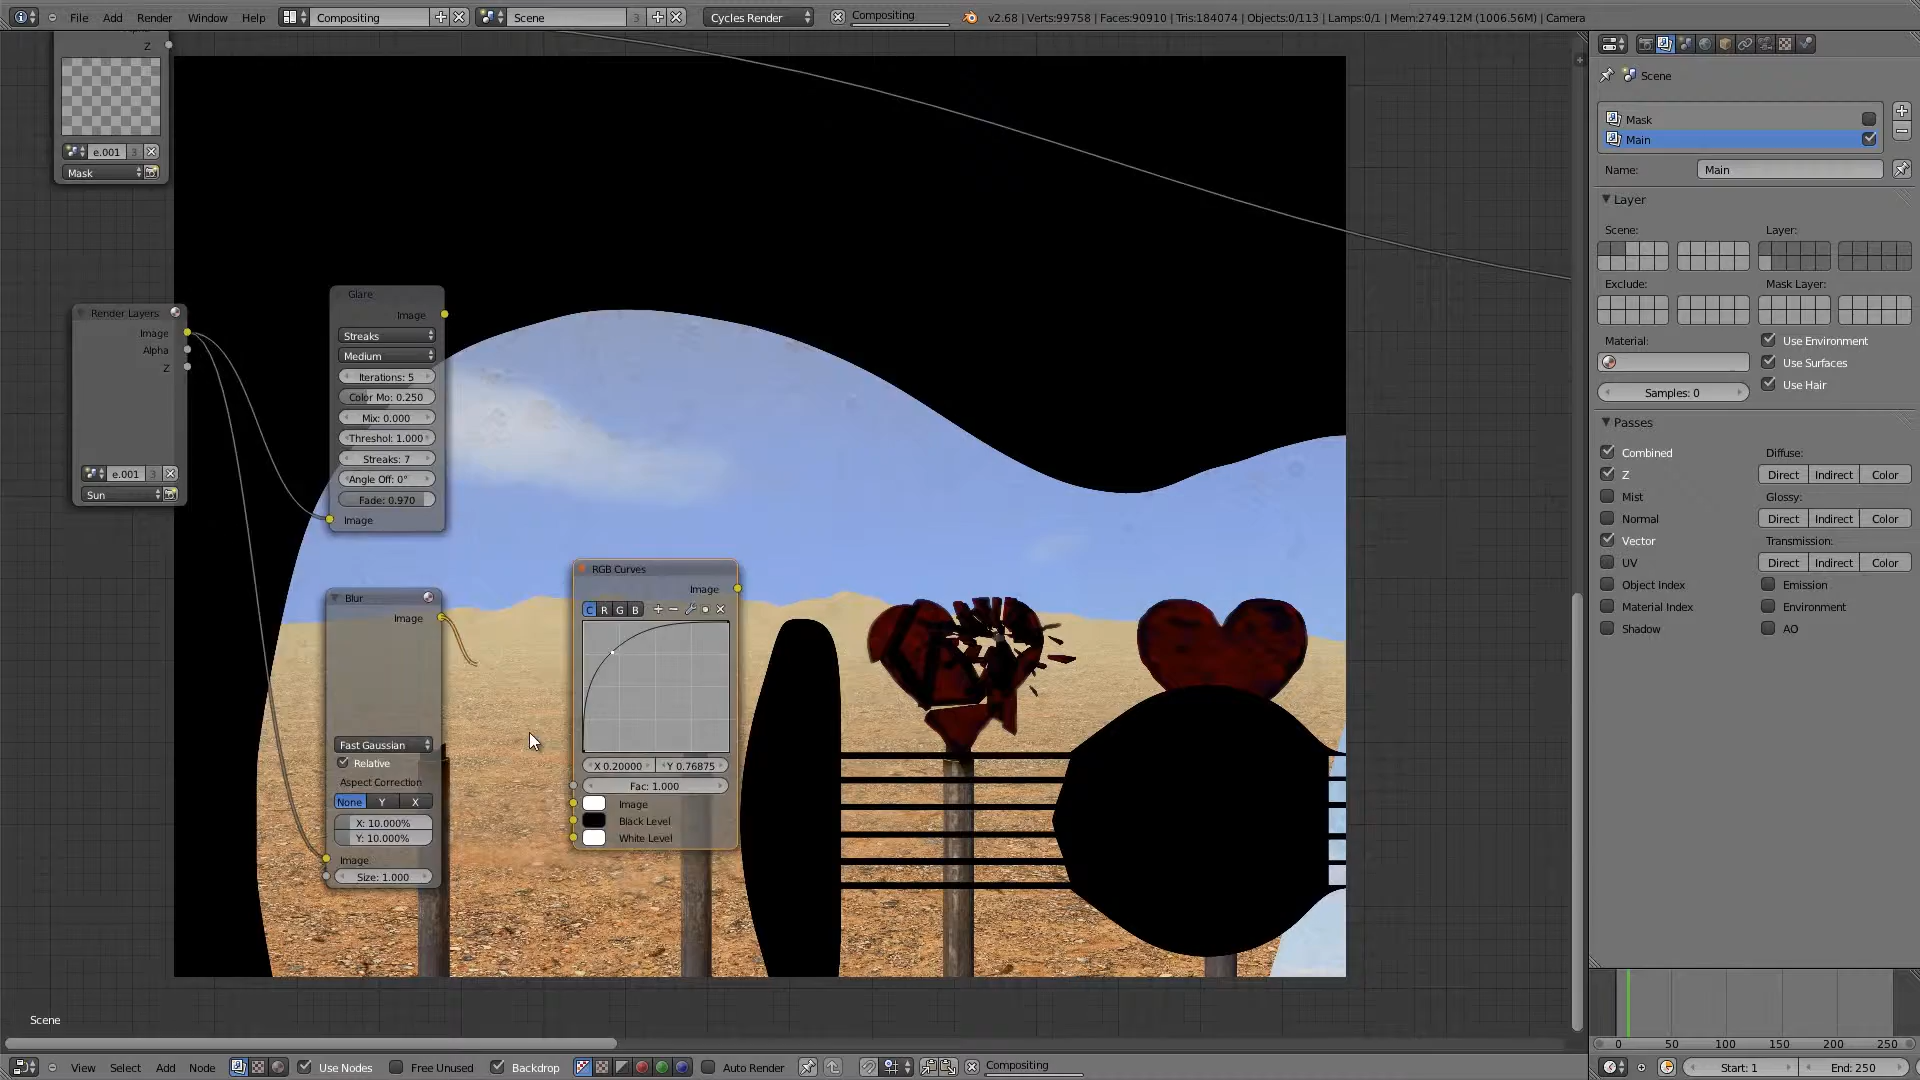 File Add Render Window Help Compositing Scene 3 Cycles Render Compositing v2.68 | Verts:99758 | Faces:90910 | Tris:184074 | Objects:0/113 | Lamps:0/1 | Mem:2749.12M (1006.56M) | Camera
Z
e.001 3
Mask
Render Layers
Image
Alpha
Z
e.001 3
Sun
Glare
Image
Streaks
Medium
Iterations: 5
Color Mo: 0.250
Mix: 0.000
Threshol: 1.000
Streaks: 7
Angle Off: 0°
Fade: 0.970
Image
Blur
Image
Fast Gaussian
Relative
Aspect Correction
None Y X
X: 10.000%
Y: 10.000%
Image
Size: 1.000
RGB Curves
Image
C R G B
X 0.20000 Y 0.76875
Fac: 1.000
Image
Black Level
White Level
Scene
Mask
Main
Name: Main
Layer
Scene: Layer:
Exclude: Mask Layer:
Material: Use Environment
Use Surfaces
Samples: 0 Use Hair
Passes
Combined Diffuse:
Z Direct Indirect Color
Mist Glossy:
Normal Direct Indirect Color
Vector Transmission:
UV Direct Indirect Color
Object Index Emission
Material Index Environment
Shadow AO
Scene
0 50 100 150 200 250
View Select Add Node Use Nodes Free Unused Backdrop Auto Render Compositing Start: 1 End: 250